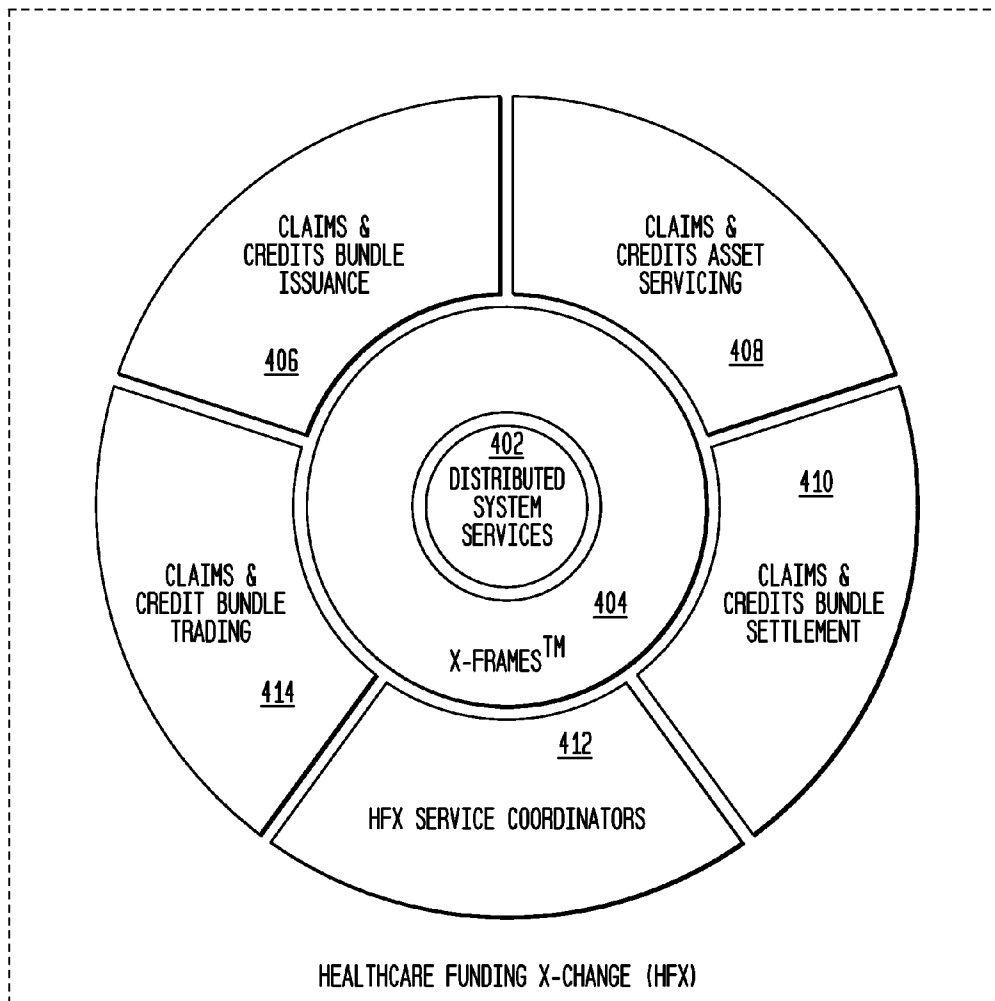 CLAIMS &
CREDITS BUNDLE
ISSUANCE
406
CLAIMS &
CREDITS ASSET
SERVICING
408
402
DISTRIBUTED
SYSTEM
SERVICES
404
X-FRAMES™
410
CLAIMS &
CREDITS BUNDLE
SETTLEMENT
CLAIMS &
CREDIT BUNDLE
TRADING
414
412
HFX SERVICE COORDINATORS
HEALTHCARE FUNDING X-CHANGE (HFX)